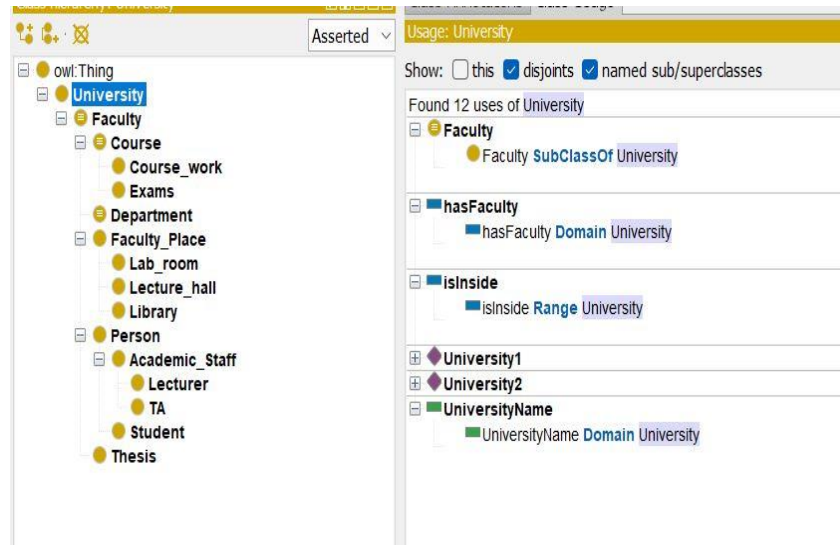 Asserted
owl:Thing
University
Faculty
Course
Course_work
Exams
Department
Faculty_Place
Lab_room
Lecture_hall
Library
Person
Academic_Staff
Lecturer
TA
Student
Thesis
Usage: University
Show: this disjoints named sub/superclasses
Found 12 uses of University
Faculty
Faculty SubClassOf University
hasFaculty
hasFaculty Domain University
isInside
isInside Range University
University1
University2
UniversityName
UniversityName Domain University